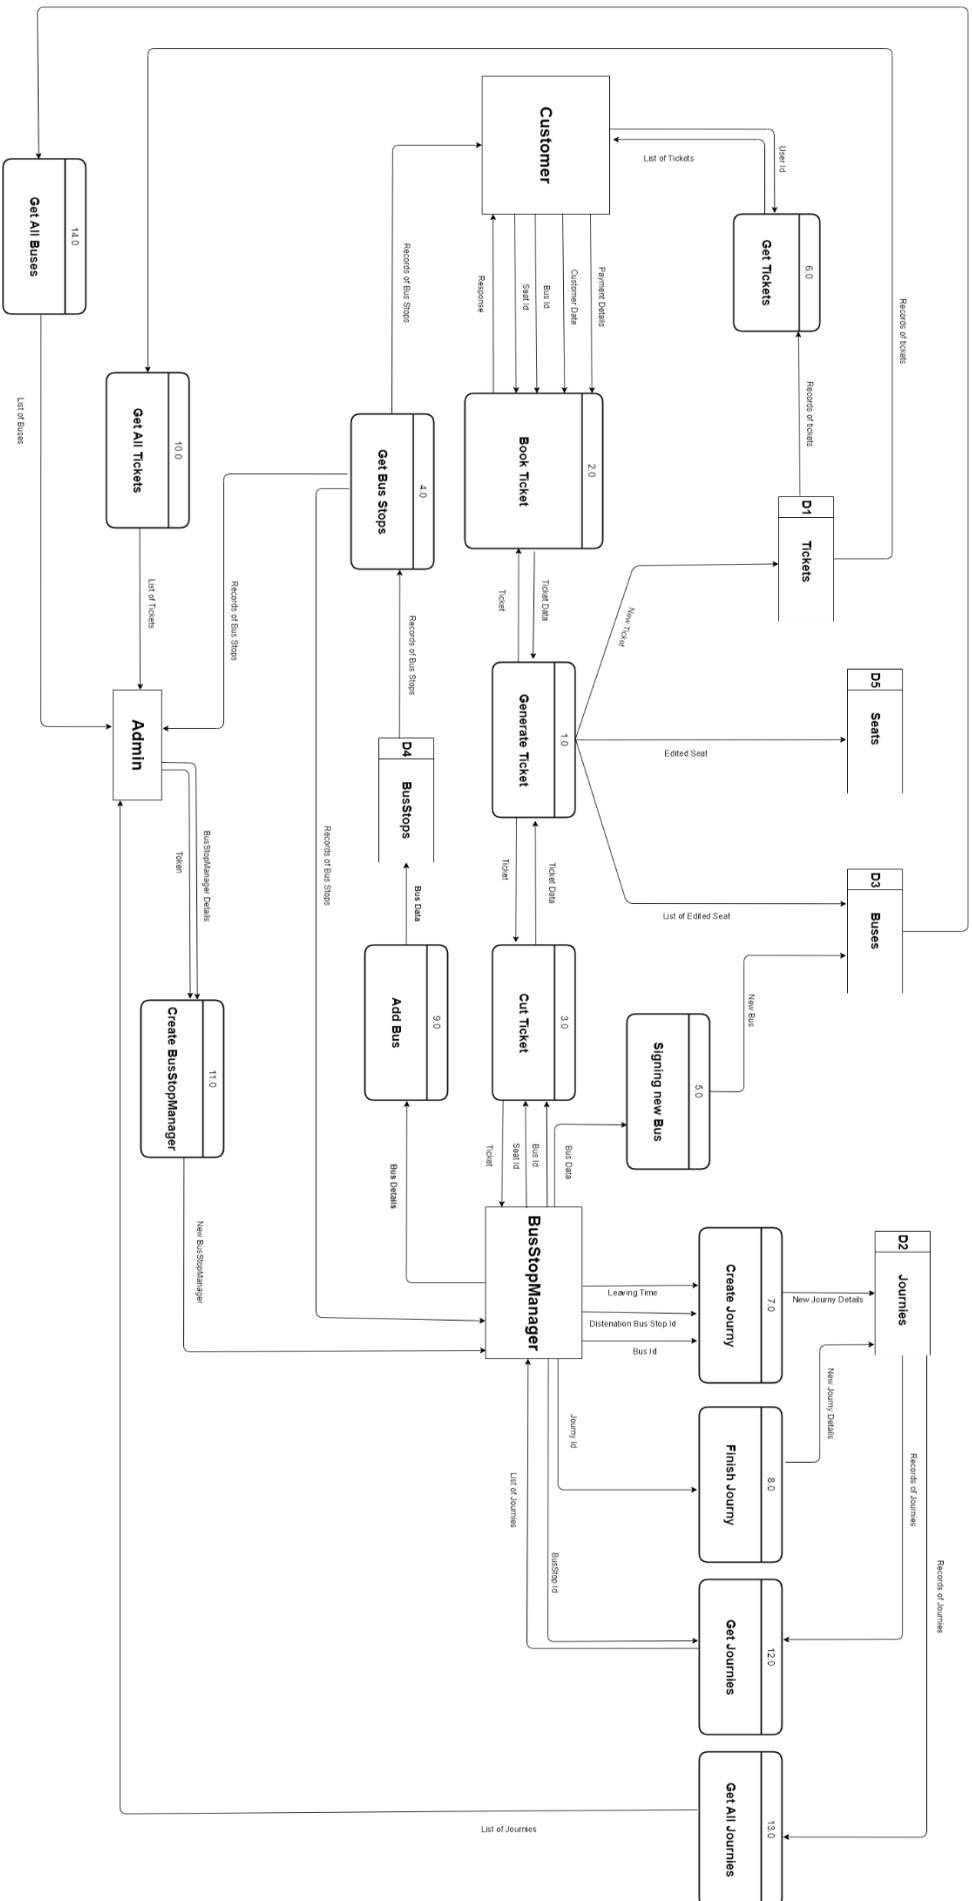 Records of tickets
Records of Journies
Records of Journies
D1
Tickets
D5
Seats
D3
Buses
D2
Journies
6.0
Get Tickets
User Id
List of Tickets
Records of tickets
New Ticket
Edited Seat
List of Edited Seat
New Bus
5.0
Signing new Bus
New Journy Details
New Journy Details
7.0
Create Journy
8.0
Finish Journy
12.0
Get Journies
13.0
Get All Journies
Leaving Time
Distenation Bus Stop Id
Bus Id
Customer
Payment Details
Customer Data
Bus Id
Seat Id
Response
2.0
Book Ticket
Ticket Data
Ticket
1.0
Generate Ticket
Ticket Data
Ticket
3.0
Cut Ticket
Bus Data
Bus Id
Seat Id
Ticket
BusStopManager
Journy Id
BusStop Id
List of Journies
List of Journies
Records of Bus Stops
4.0
Get Bus Stops
Records of Bus Stops
D4
BusStops
Bus Data
9.0
Add Bus
Bus Details
Records of Bus Stops
Records of Bus Stops
10.0
Get All Tickets
List of Tickets
Admin
BusStopManager Details
Token
11.0
Create BusStopManager
New BusStopManager
14.0
Get All Buses
List of Buses